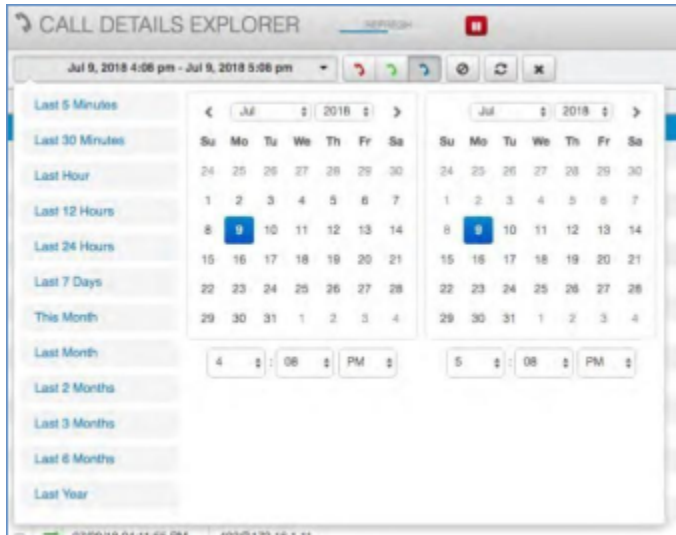 CALL DETAILS EXPLORER
REFRESH
Jul 9, 2018 4:08 pm - Jul 9, 2018 5:08 pm
Last 5 Minutes
Last 30 Minutes
Last Hour
Last 12 Hours
Last 24 Hours
Last 7 Days
This Month
Last Month
Last 2 Months
Last 3 Months
Last 6 Months
Last Year
Jul 2018
Su Mo Tu We Th Fr Sa
24 25 26 27 28 29 30
1 2 3 4 5 6 7
8 9 10 11 12 13 14
15 16 17 18 19 20 21
22 23 24 25 26 27 28
29 30 31 1 2 3 4
4 : 08 PM
Jul 2018
Su Mo Tu We Th Fr Sa
24 25 26 27 28 29 30
1 2 3 4 5 6 7
8 9 10 11 12 13 14
15 16 17 18 19 20 21
22 23 24 25 26 27 28
29 30 31 1 2 3 4
5 : 08 PM